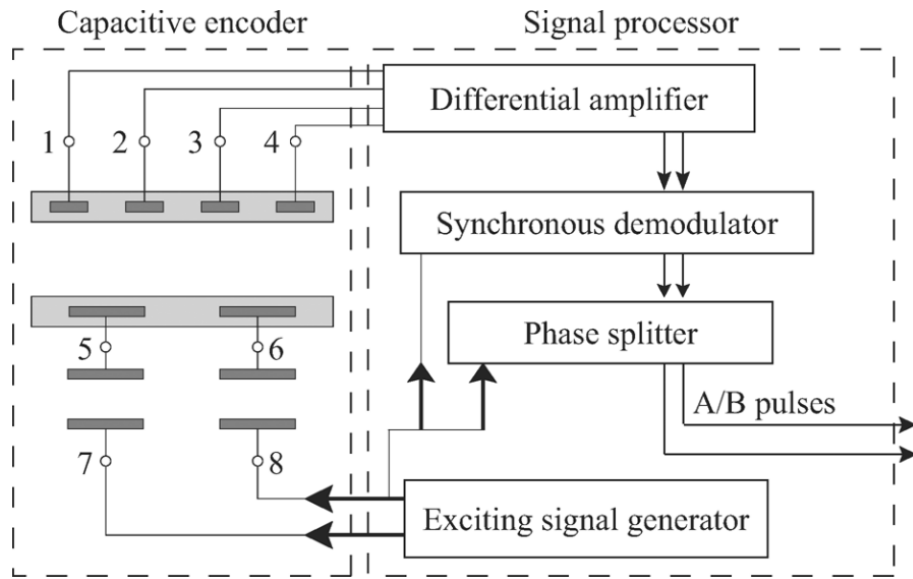 Capacitive encoder
Signal processor
Differential amplifier
1 2 3 4
Synchronous demodulator
Phase splitter
5 6
A/B pulses
7 8
Exciting signal generator